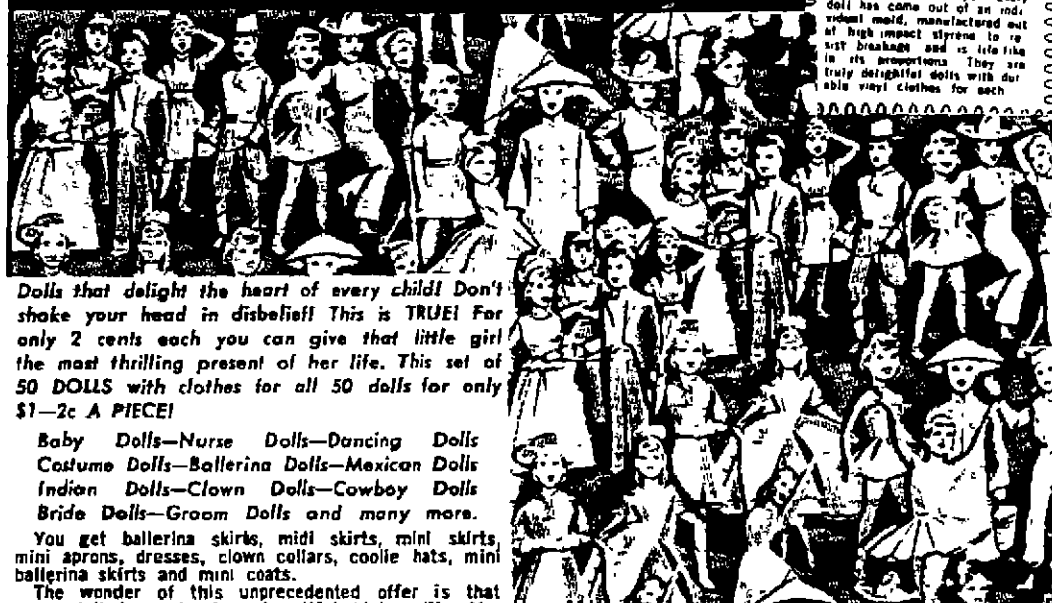 doll has come out of an indi
vidual mold, manufactured out
of high impact styrene to re
sist breakage and is life like
in its proportions They are
truly delightful dolls with dur
able vinyl clothes for each
Dolls that delight the heart of every child! Don't
shake your head in disbelief! This is TRUE! For
only 2 cents each you can give that little girl
the most thrilling present of her life. This set of
50 DOLLS with clothes for all 50 dolls for only
$1—2c A PIECE!
Baby Dolls—Nurse Dolls—Dancing Dolls
Costume Dolls—Ballerina Dolls—Mexican Dolls
Indian Dolls—Clown Dolls—Cowboy Dolls
Bride Dolls—Groom Dolls and many more.
You get ballerina skirts, midi skirts, mini skirts,
mini aprons, dresses, clown collars, coolie hats, mini
ballerina skirts and mini coats.
The wonder of this unprecedented offer is that